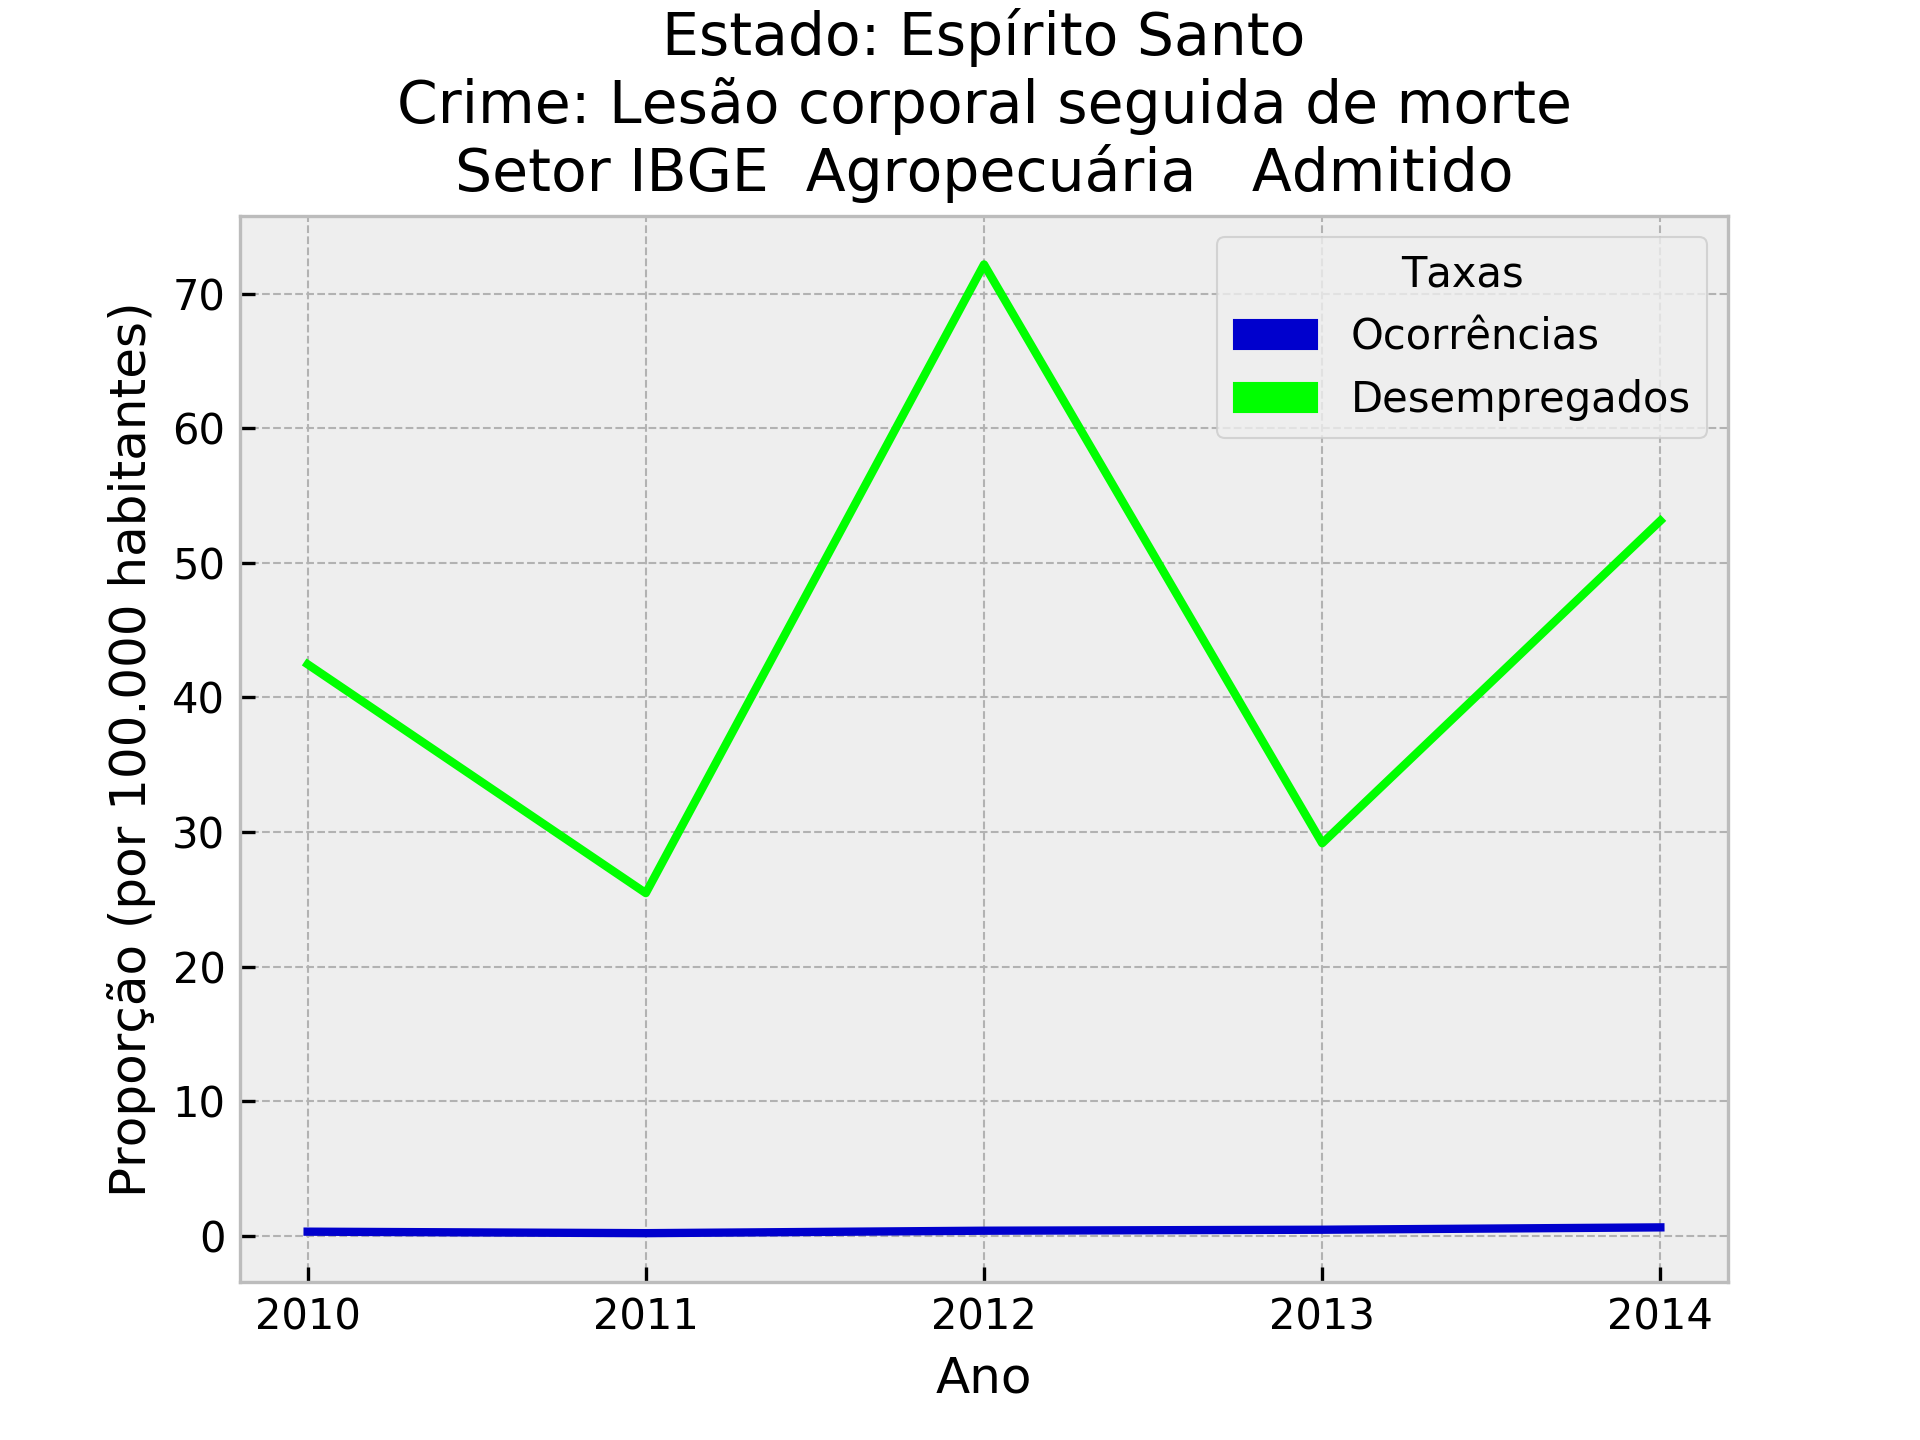 Estado: Espírito Santo
Crime: Lesão corporal seguida de morte
Setor IBGE  Agropecuária   Admitido
Taxas
Ocorrências
Desempregados
Proporção (por 100.000 habitantes)
70
60
50
40
30
20
10
0
2010 2011 2012 2013 2014
Ano